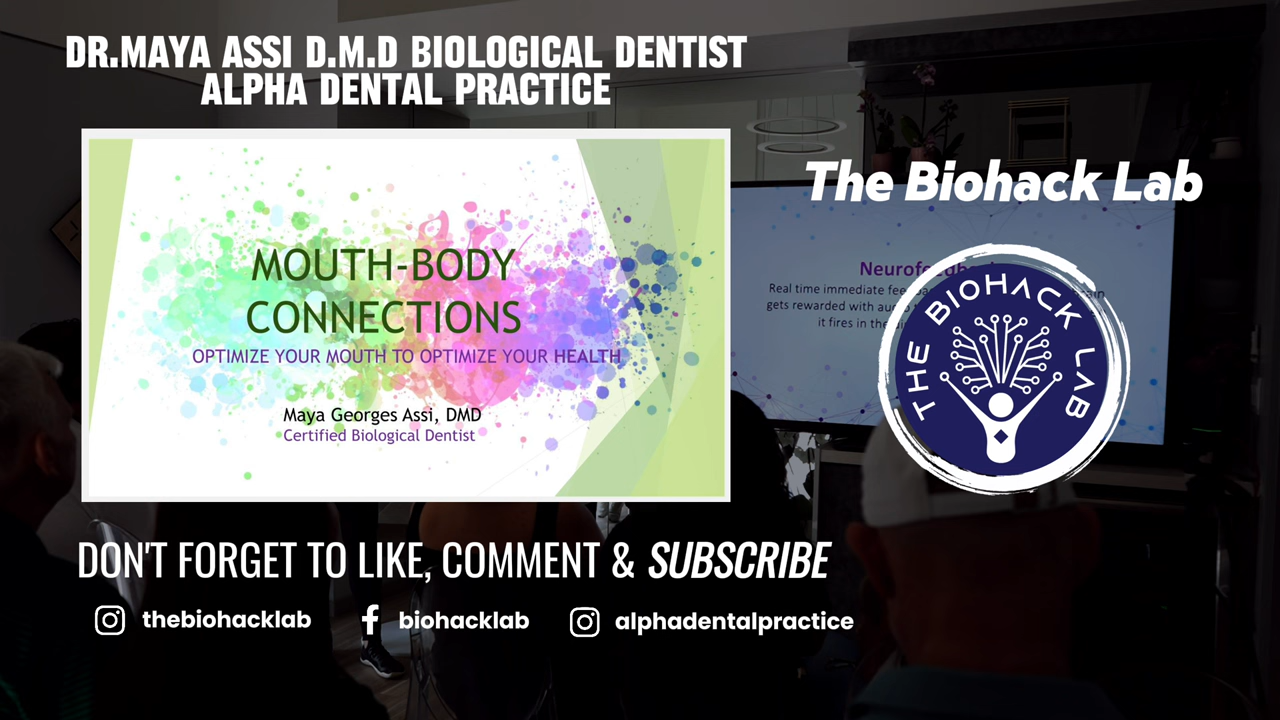 DR.MAYA ASSI D.M.D BIOLOGICAL DENTIST
ALPHA DENTAL PRACTICE
MOUTH-BODY
CONNECTIONS
OPTIMIZE YOUR MOUTH TO OPTIMIZE YOUR HEALTH
Maya Georges Assi, DMD
Certified Biological Dentist
The Biohack Lab
Real time immediate
gets rewarded with
it fires in the
THE BIOHACK LAB
DON'T FORGET TO LIKE, COMMENT & SUBSCRIBE
thebiohacklab
biohacklab
alphadentalpractice